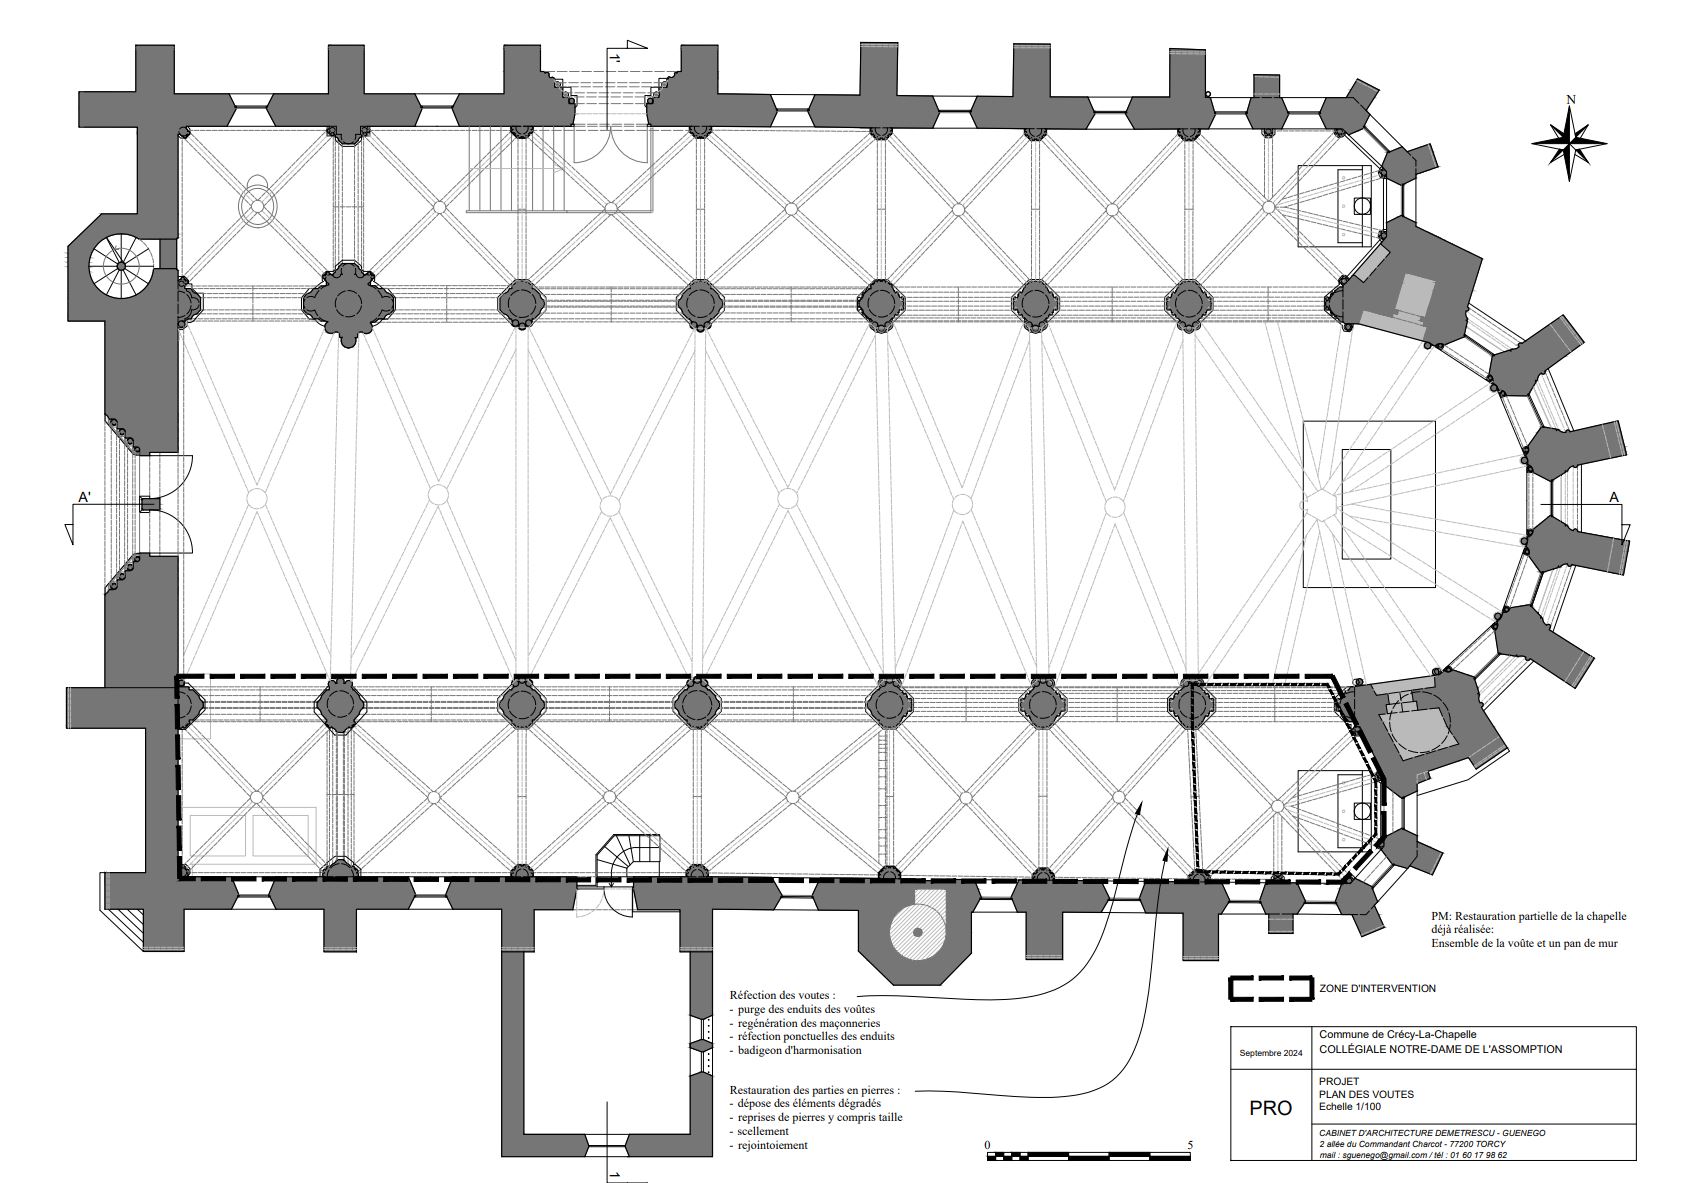 1'
N
A'
A
PM: Restauration partielle de la chapelle
déjà réalisée:
Ensemble de la voûte et un pan de mur
ZONE D'INTERVENTION
Réfection des voutes :
- purge des enduits des voûtes
- regénération des maçonneries
- réfection ponctuelles des enduits
- badigeon d'harmonisation
Restauration des parties en pierres :
- dépose des éléments dégradés
- reprises de pierres y compris taille
- scellement
- rejointoiement
1
0 5
Septembre 2024
Commune de Crécy-La-Chapelle
COLLÉGIALE NOTRE-DAME DE L'ASSOMPTION
PRO
PROJET
PLAN DES VOUTES
Echelle 1/100
CABINET D'ARCHITECTURE DEMETRESCU - GUENEGO
2 allée du Commandant Charcot - 77200 TORCY
mail : sguenego@gmail.com / tél : 01 60 17 98 62